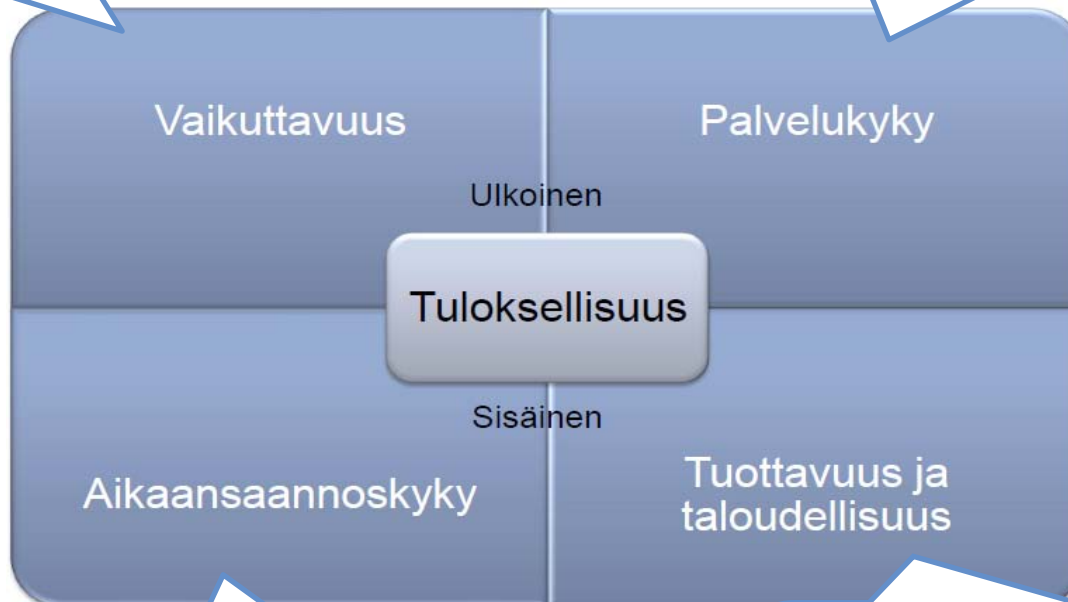 Vaikuttavuus
Palvelukyky
Ulkoinen
Tuloksellisuus
Sisäinen
Aikaansaannoskyky
Tuottavuus ja
taloudellisuus